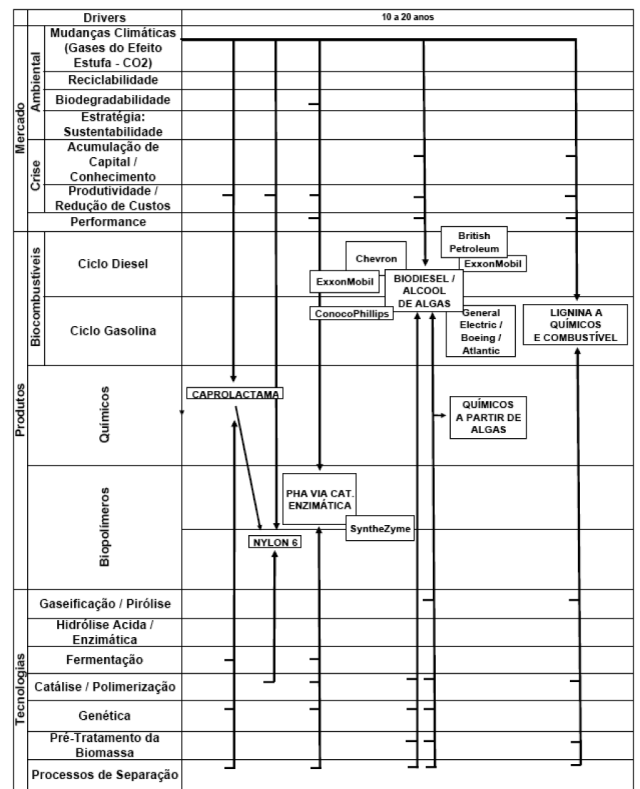 Drivers
10 a 20 anos
Mercado
Ambiental
Mudanças Climáticas
(Gases do Efeito
Estufa - CO2)
Reciclabilidade
Biodegradabilidade
Estratégia:
Sustentabilidade
Crise
Acumulação de
Capital /
Conhecimento
Produtividade /
Redução de Custos
Performance
Produtos
Biocombustíveis
Ciclo Diesel
Chevron
ExxonMobil
BIODIESEL /
ALCOOL
DE ALGAS
British
Petroleum
ExxonMobil
Ciclo Gasolina
ConocoPhillips
General
Electric /
Boeing /
Atlantic
LIGNINA A
QUÍMICOS
E COMBUSTÍVEL
Químicos
CAPROLACTAMA
QUÍMICOS
A PARTIR DE
ALGAS
Biopolímeros
PHA VIA CAT.
ENZIMÁTICA
SyntheZyme
NYLON 6
Tecnologias
Gaseificação / Pirólise
Hidrólise Acida /
Enzimática
Fermentação
Catálise / Polimerização
Genética
Pré-Tratamento da
Biomassa
Processos de Separação